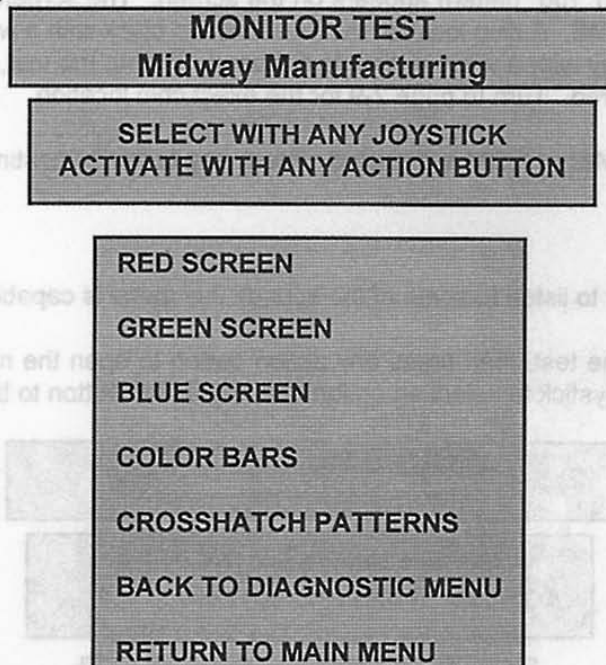 MONITOR TEST
Midway Manufacturing
SELECT WITH ANY JOYSTICK
ACTIVATE WITH ANY ACTION BUTTON
RED SCREEN
GREEN SCREEN
BLUE SCREEN
COLOR BARS
CROSSHATCH PATTERNS
BACK TO DIAGNOSTIC MENU
RETURN TO MAIN MENU